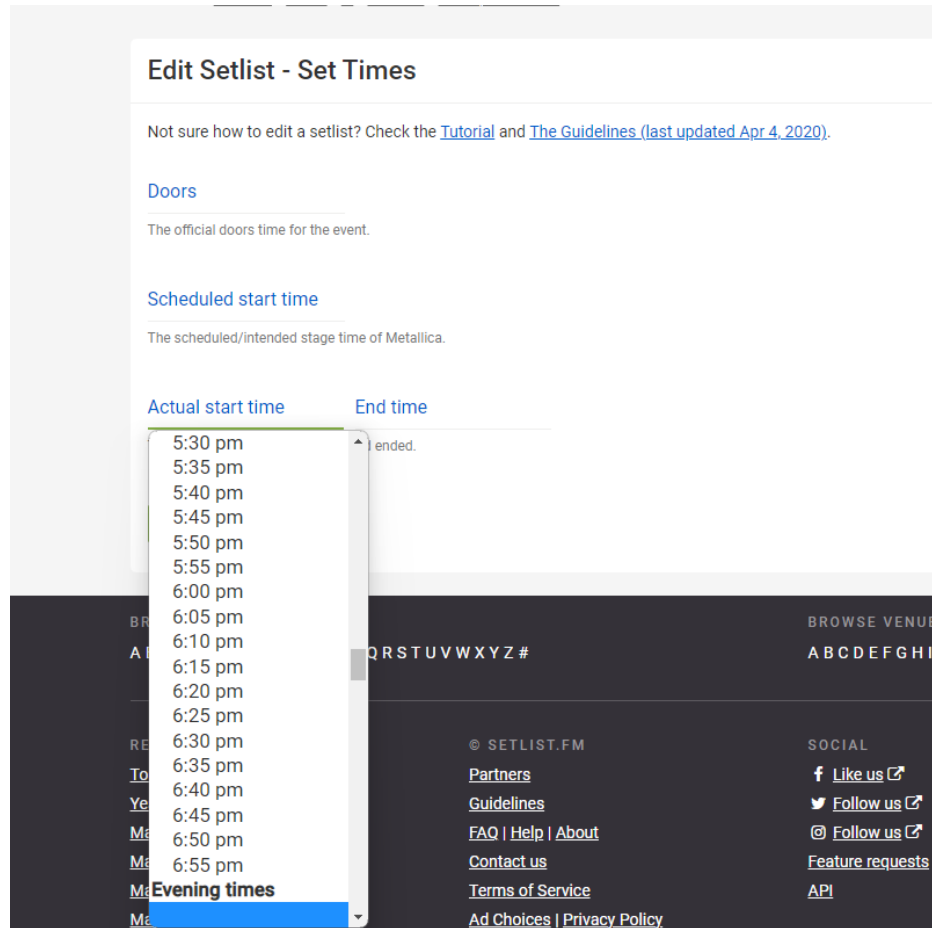 Edit Setlist - Set Times
Not sure how to edit a setlist? Check the Tutorial and The Guidelines (last updated Apr 4, 2020).
Doors
The official doors time for the event.
Scheduled start time
The scheduled/intended stage time of Metallica.
Actual start time End time
ended.
5:30 pm
5:35 pm
5:40 pm
5:45 pm
5:50 pm
5:55 pm
6:00 pm
6:05 pm
6:10 pm
6:15 pm
6:20 pm
6:25 pm
6:30 pm
6:35 pm
6:40 pm
6:45 pm
6:50 pm
6:55 pm
Evening times
Q R S T U V W X Y Z #
© SETLIST.FM
Partners
Guidelines
FAQ | Help | About
Contact us
Terms of Service
Ad Choices | Privacy Policy
BROWSE VENUE
A B C D E F G H I
SOCIAL
Like us
Follow us
Follow us
Feature requests
API